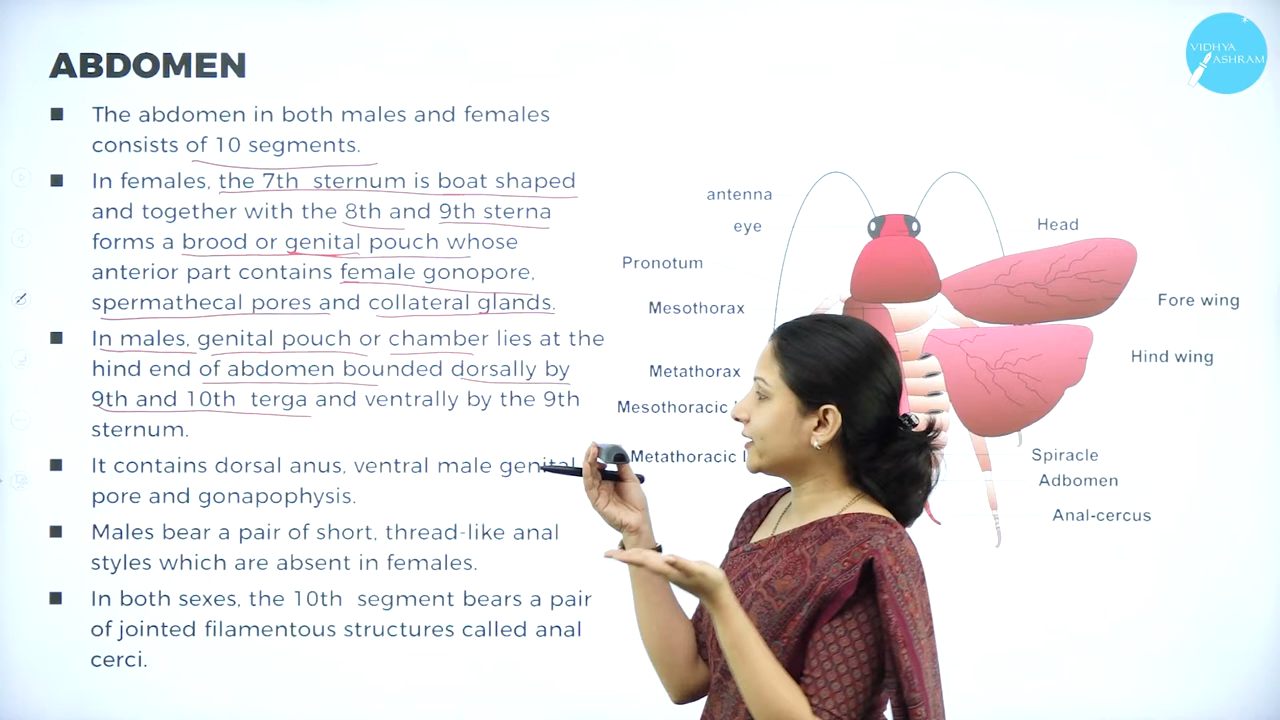 VIDHYA
ASHRAM
ABDOMEN
The abdomen in both males and females
consists of 10 segments.
In females, the 7th sternum is boat shaped
and together with the 8th and 9th sterna
forms a brood or genital pouch whose
anterior part contains female gonopore,
spermathecal pores and collateral glands.
In males, genital pouch or chamber lies at the
hind end of abdomen bounded dorsally by
9th and 10th terga and ventrally by the 9th
sternum.
It contains dorsal anus, ventral male genital
pore and gonapophysis.
Males bear a pair of short, thread-like anal
styles which are absent in females.
In both sexes, the 10th segment bears a pair
of jointed filamentous structures called anal
cerci.
antenna
eye
Pronotum
Mesothorax
Metathorax
Mesothoracic
Metathoracic
Head
Fore wing
Hind wing
Spiracle
Adbomen
Anal-cercus